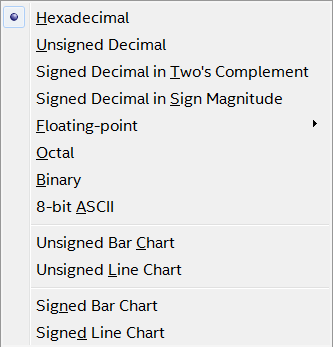 Hexadecimal
Unsigned Decimal
Signed Decimal in Two's Complement
Signed Decimal in Sign Magnitude
Floating-point
Octal
Binary
8-bit ASCII
Unsigned Bar Chart
Unsigned Line Chart
Signed Bar Chart
Signed Line Chart